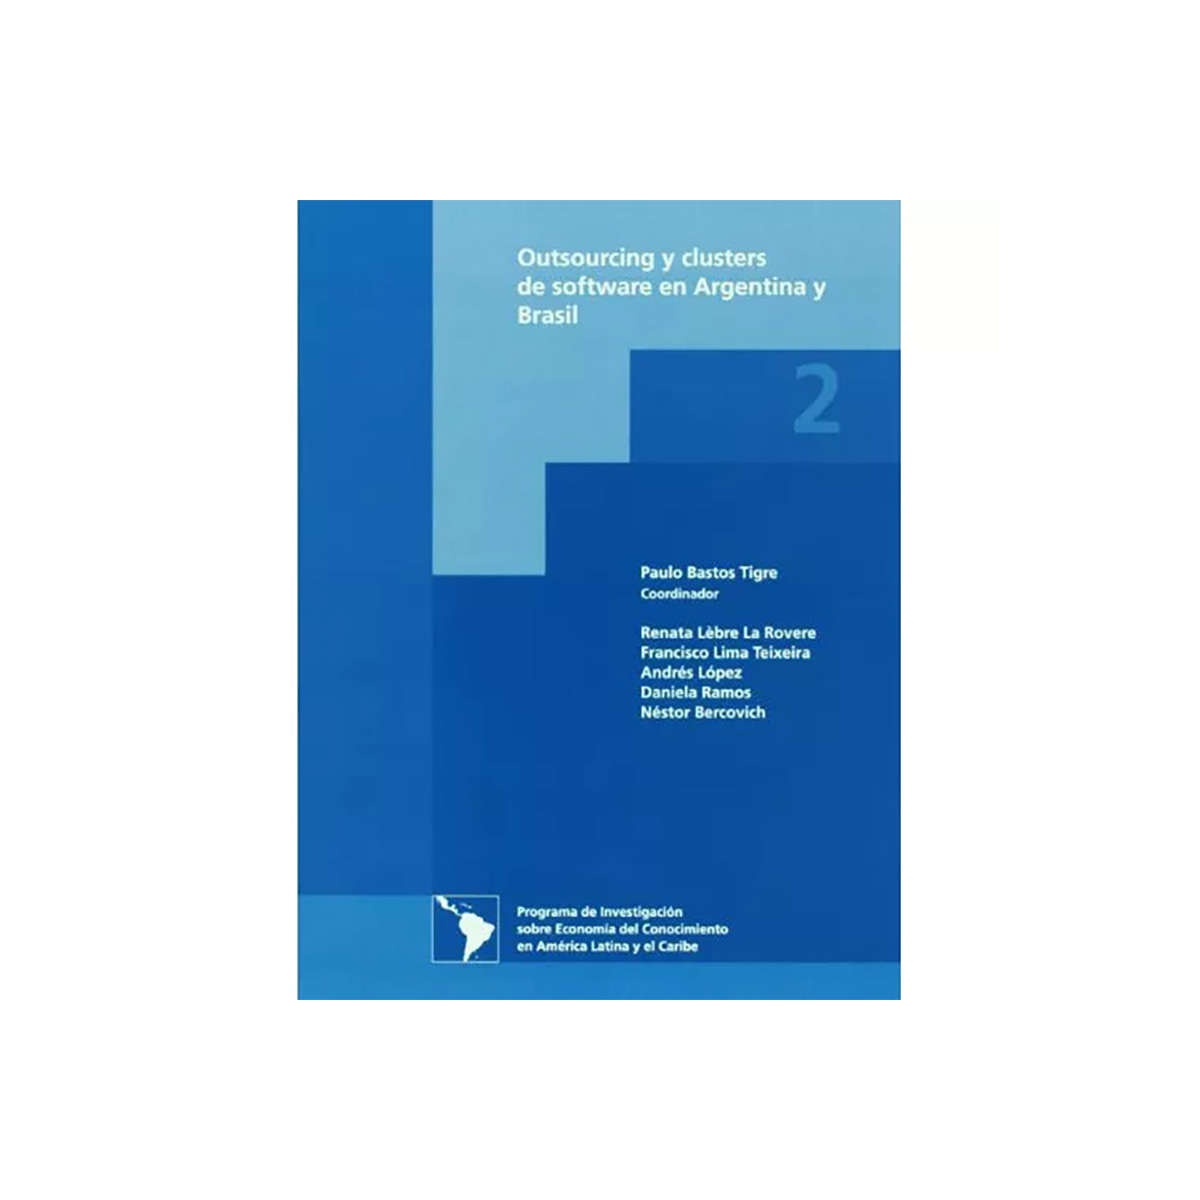 Outsourcing y clusters
de software en Argentina y
Brasil
2
Paulo Bastos Tigre
Coordinador
Renata Lèbre La Rovere
Francisco Lima Teixeira
Andrés López
Daniela Ramos
Néstor Bercovich
Programa de Investigación
sobre Economía del Conocimiento
en América Latina y el Caribe